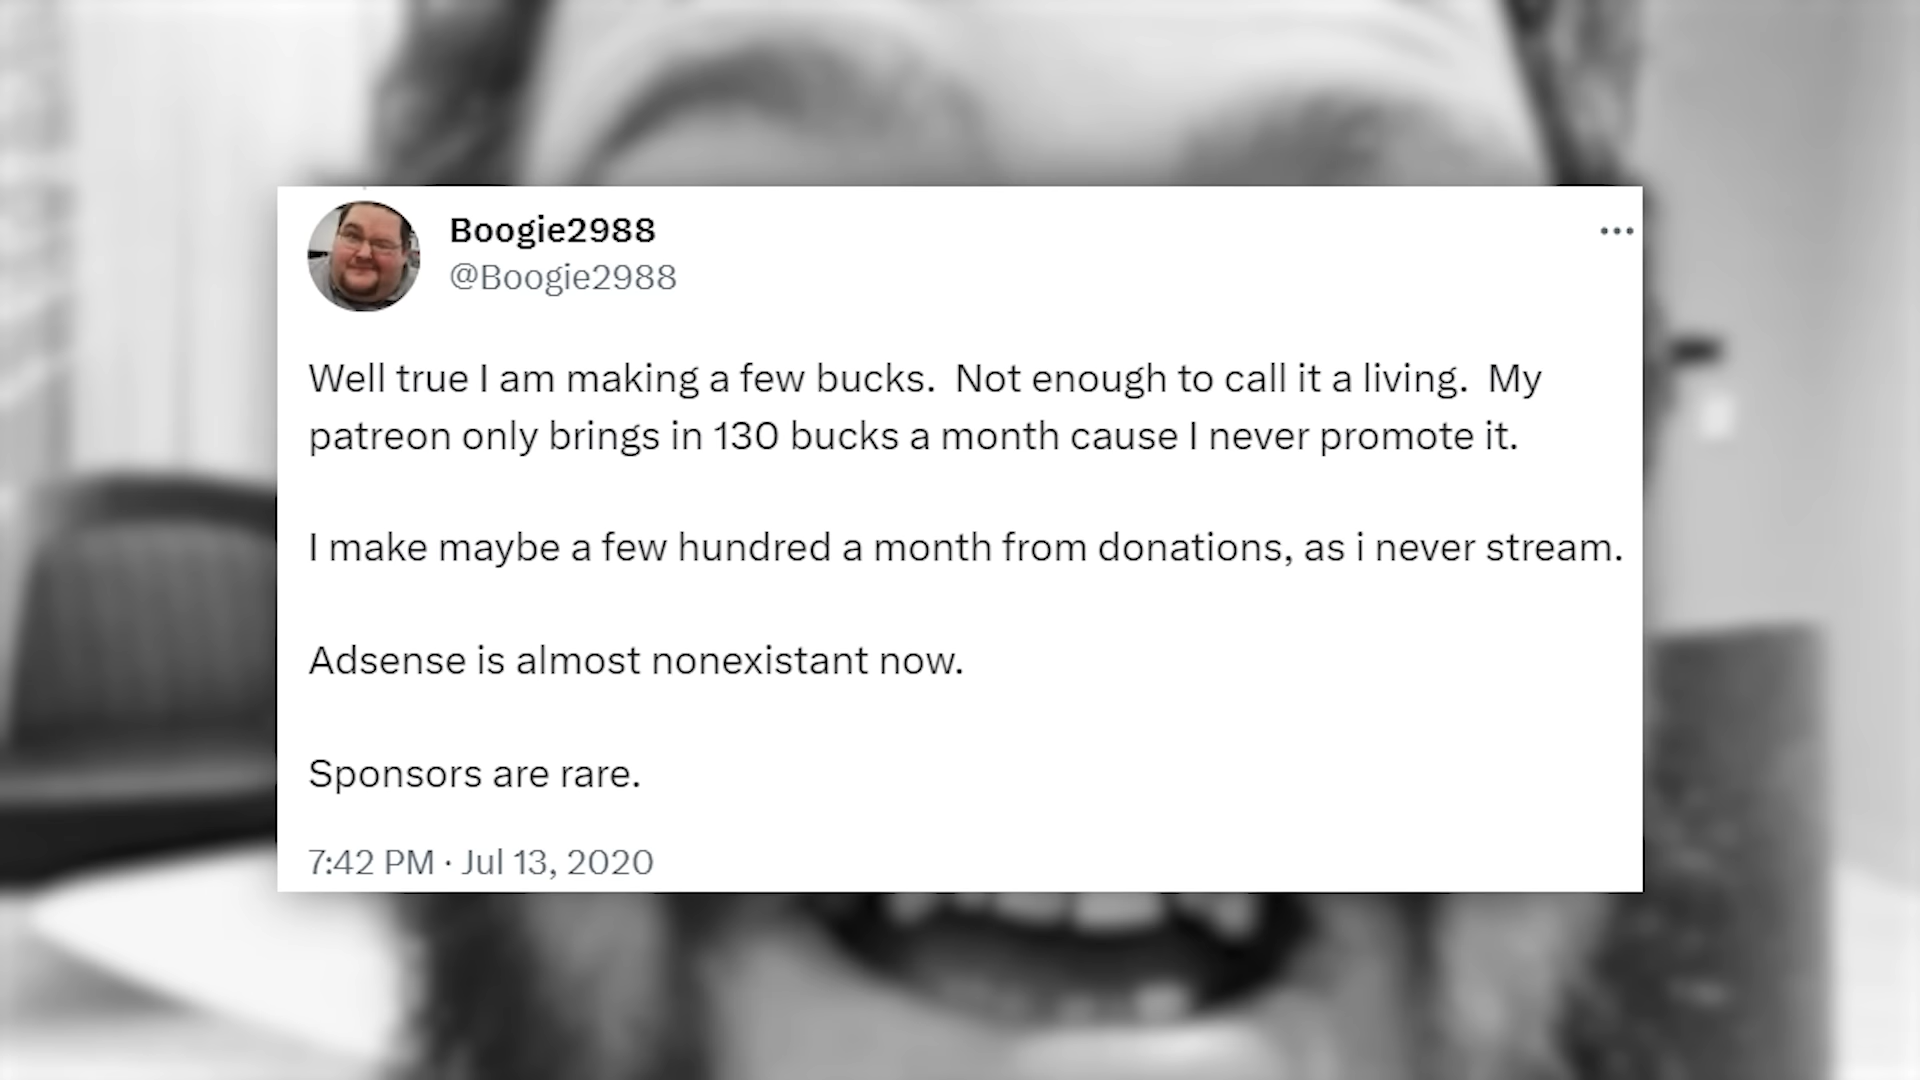 Boogie2988
@Boogie2988
Well true I am making a few bucks.  Not enough to call it a living.  My
patreon only brings in 130 bucks a month cause I never promote it.
I make maybe a few hundred a month from donations, as i never stream.
Adsense is almost nonexistant now.
Sponsors are rare.
7:42 PM · Jul 13, 2020